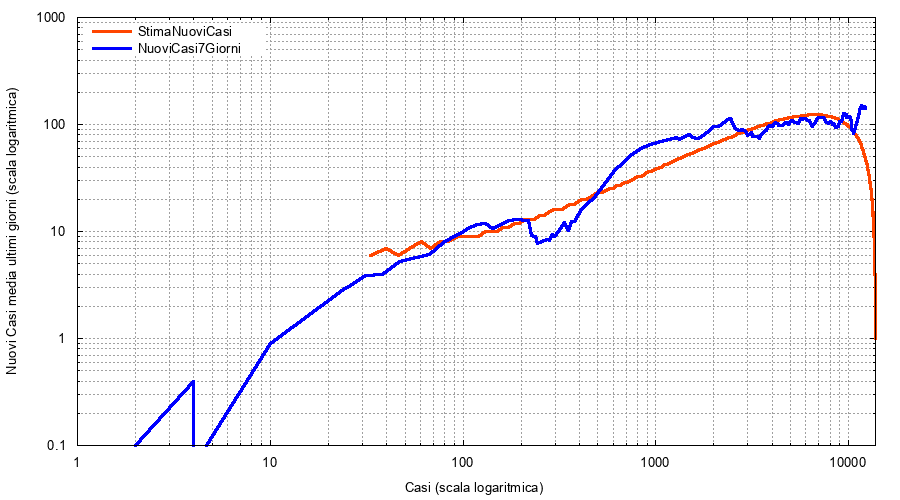 1000
100
10
1
0.1
StimaNuoviCasi
NuoviCasi7Giorni
Nuovi Casi media ultimi giorni (scala logaritmica)
1 10 100 1000 10000
Casi (scala logaritmica)